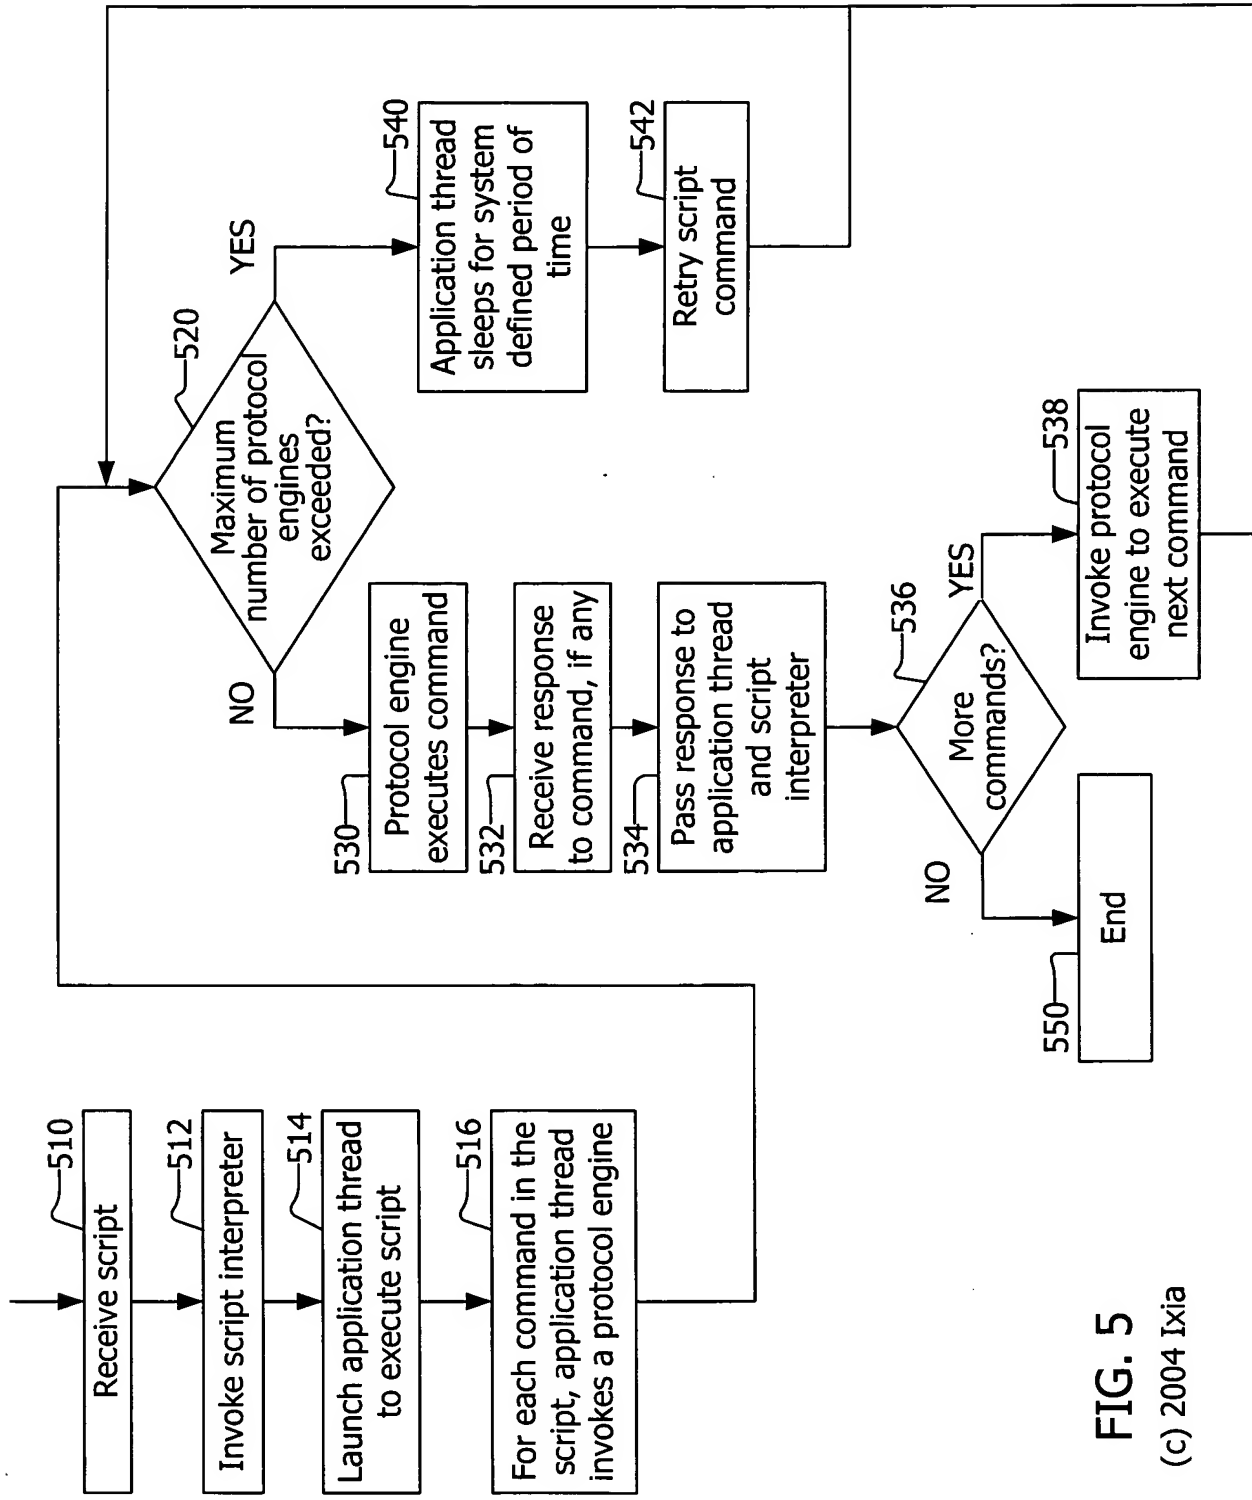 510
Receive script
512
Invoke script interpreter
514
Launch application thread
to execute script
516
For each command in the
script, application thread
invokes a protocol engine
520
Maximum
number of protocol
engines
exceeded?
YES
NO
540
Application thread
sleeps for system
defined period of
time
542
Retry script
command
530
Protocol engine
executes command
532
Receive response
to command, if any
534
Pass response to
application thread
and script
interpreter
536
More
commands?
YES
NO
538
Invoke protocol
engine to execute
next command
550
End
FIG. 5
(c) 2004 Ixia